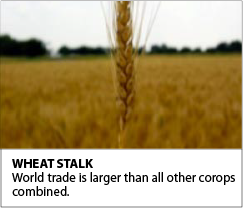 WHEAT STALK
World trade is larger than all other corops
combined.